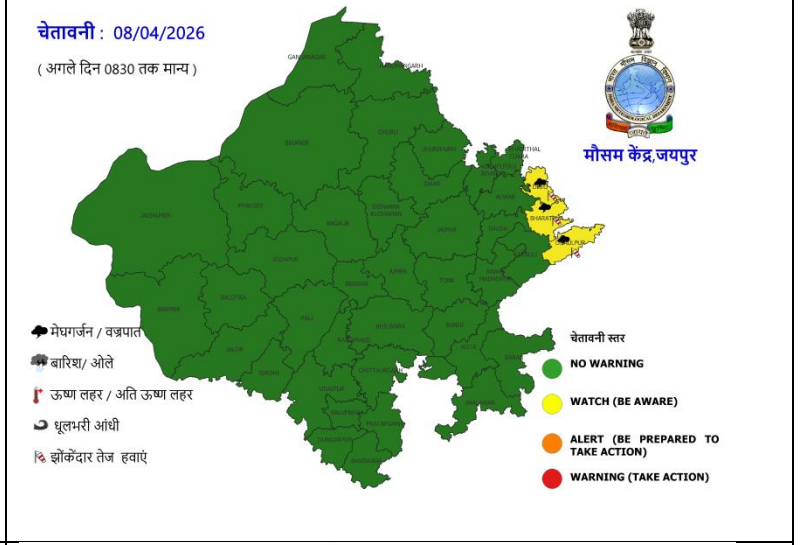 चेतावनी : 08/04/2026
( अगले दिन 0830 तक मान्य )
मौसम केंद्र,जयपुर
GANGANAGAR
BIKANER
CHURU
JHUNJHUNU
SIKAR
ALWAR
JAISALMER
PHALODI
NAGAUR
JAIPUR
DAUSA
JODHPUR
AJMER
TONK
BARMER
BALOTRA
PALI
BEAWAR
BHILWARA
BUNDI
KOTA
BARAN
JALOR
SIROHI
RAJSAMAND
UDAIPUR
CHITTAURGARH
JHALAWAR
SALUMBAR
PRATAPGARH
DUNGARPUR
BANSWARA
मेघगर्जन / वज्रपात
बारिश/ ओले
ऊष्ण लहर / अति ऊष्ण लहर
धूलभरी आंधी
झोंकेदार तेज हवाएं
चेतावनी स्तर
NO WARNING
WATCH (BE AWARE)
ALERT (BE PREPARED TO
TAKE ACTION)
WARNING (TAKE ACTION)